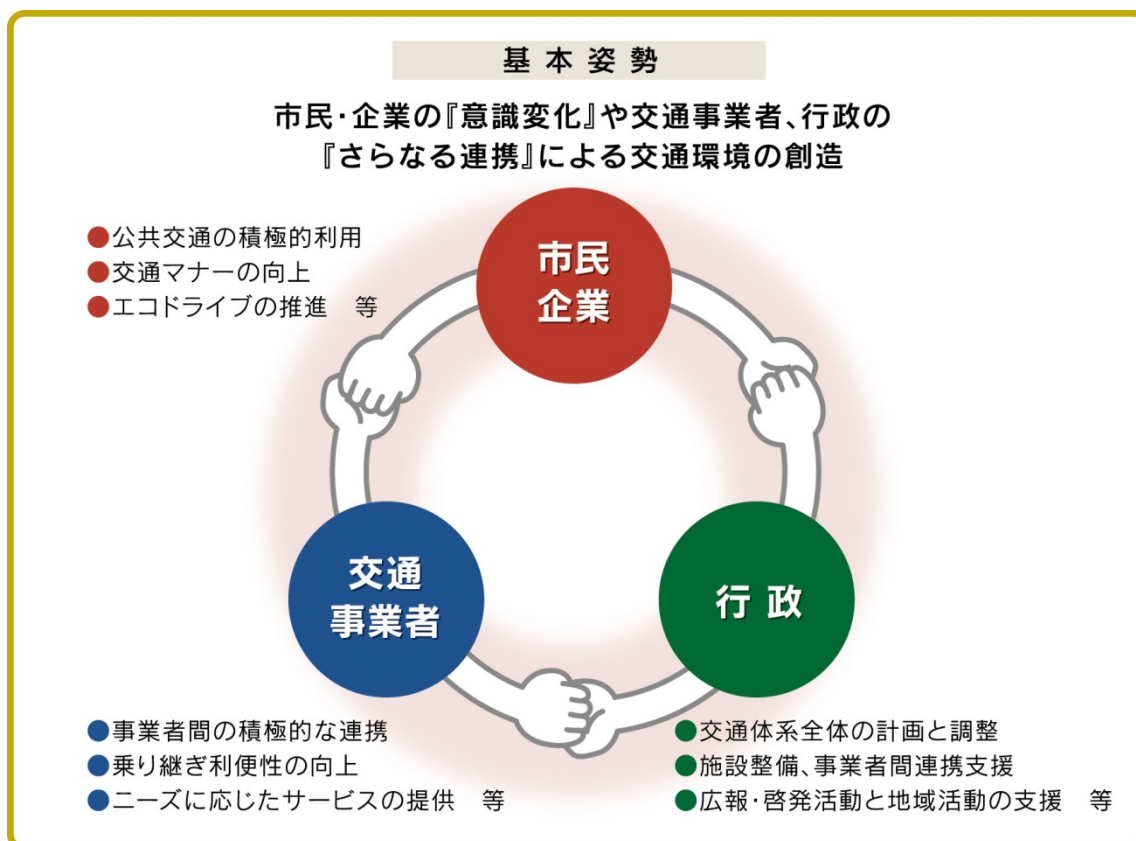 基本姿勢
市民・企業の『意識変化』や交通事業者、行政の
『さらなる連携』による交通環境の創造
●公共交通の積極的利用
●交通マナーの向上
●エコドライブの推進　等
市民
企業
交通
事業者
行政
●事業者間の積極的な連携
●乗り継ぎ利便性の向上
●ニーズに応じたサービスの提供　等
●交通体系全体の計画と調整
●施設整備、事業者間連携支援
●広報・啓発活動と地域活動の支援　等